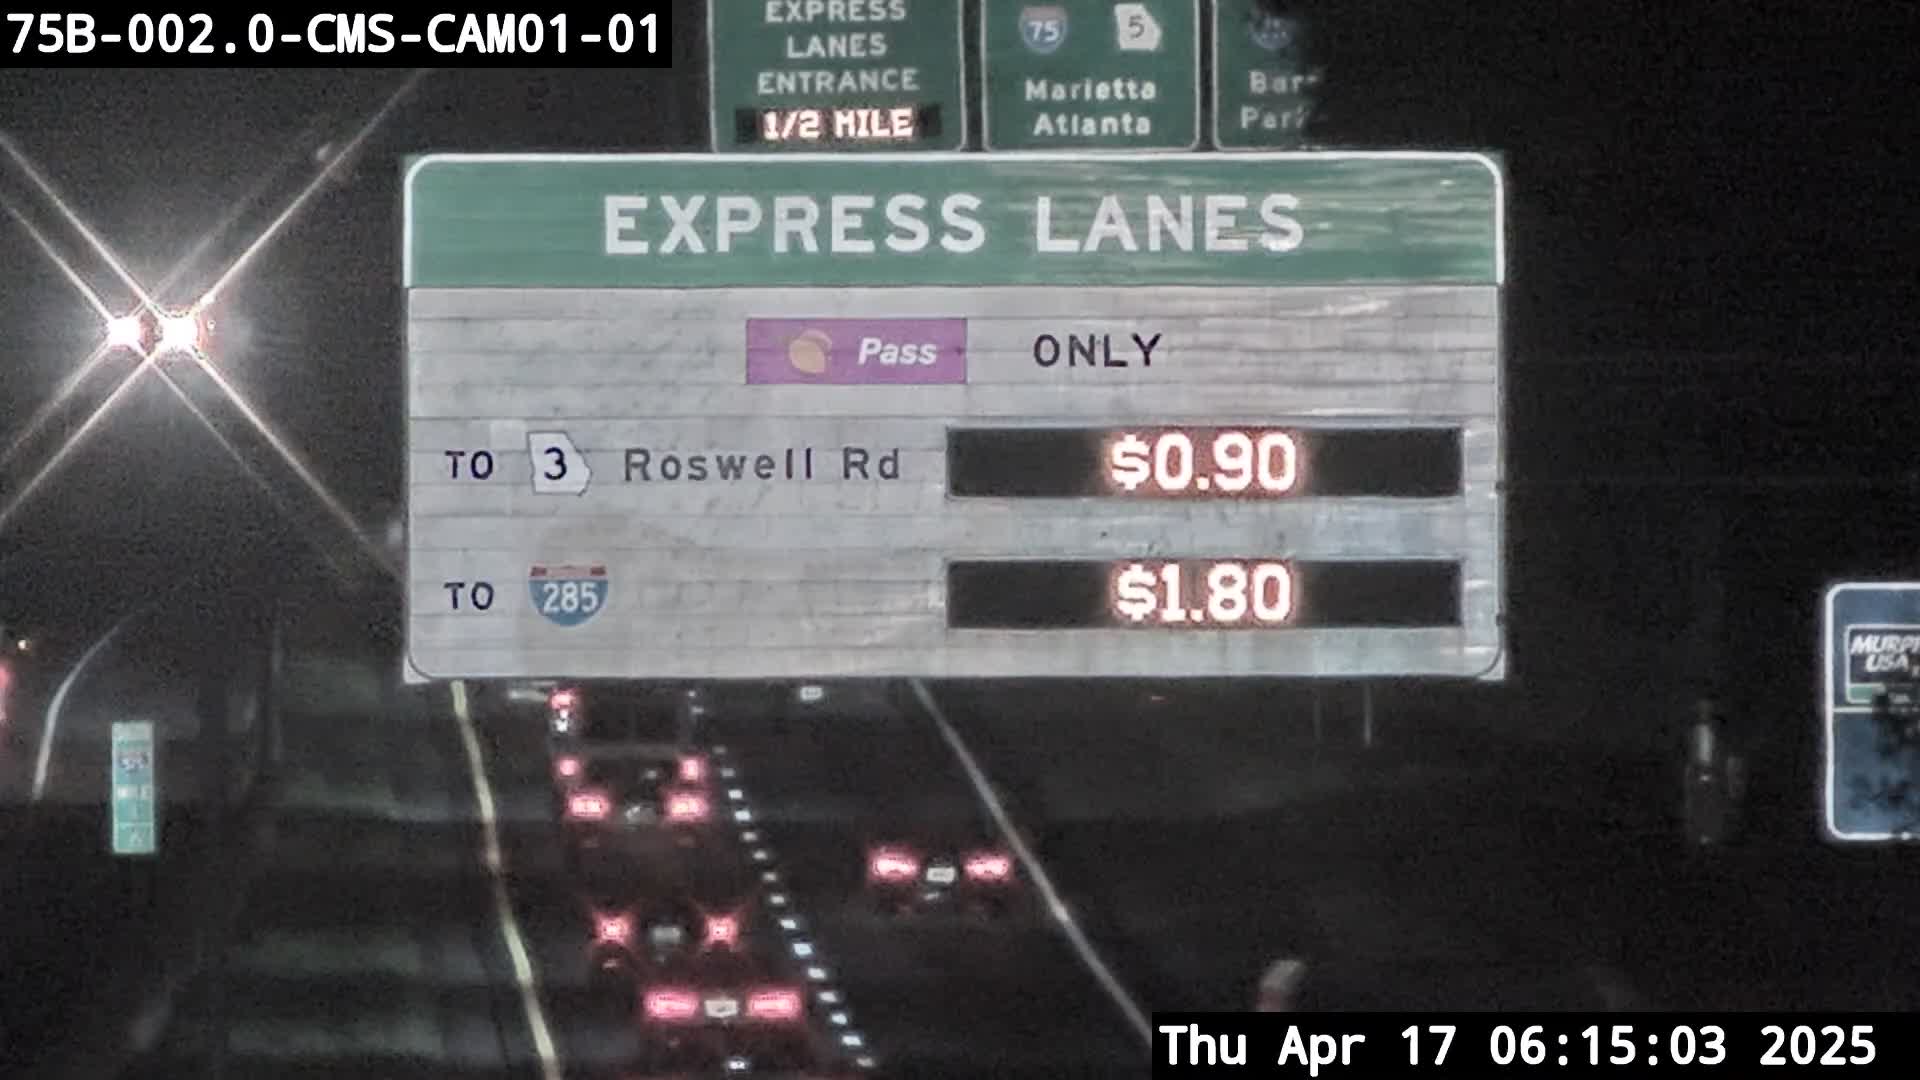 75B-002.0-CMS-CAM01-01
EXPRESS
LANES
ENTRANCE
1/2 MILE
75 5
Marietta
Atlanta
EXPRESS LANES
Pass ONLY
TO 3 Roswell Rd $0.90
TO 285 $1.80
USA
Thu Apr 17 06:15:03 2025